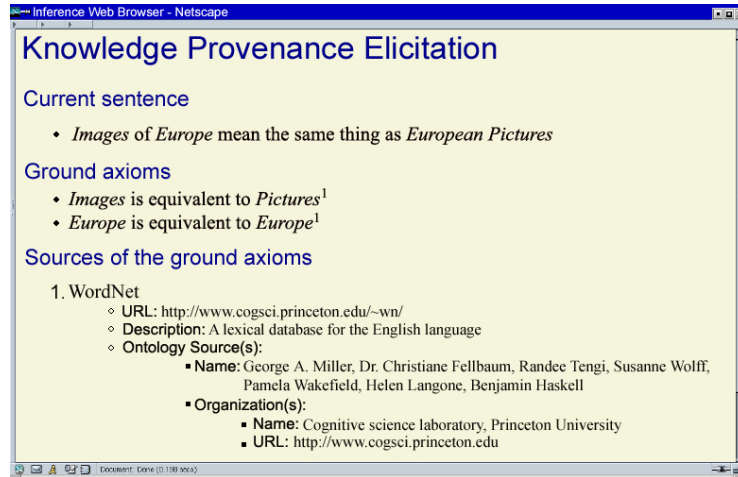 Inference Web Browser - Netscape
Knowledge Provenance Elicitation
Current sentence
• Images of Europe mean the same thing as European Pictures
Ground axioms
• Images is equivalent to Pictures¹
• Europe is equivalent to Europe¹
Sources of the ground axioms
1. WordNet
◦ URL: http://www.cogsci.princeton.edu/~wn/
◦ Description: A lexical database for the English language
◦ Ontology Source(s):
▪ Name: George A. Miller, Dr. Christiane Fellbaum, Randee Tengi, Susanne Wolff,
Pamela Wakefield, Helen Langone, Benjamin Haskell
▪ Organization(s):
▪ Name: Cognitive science laboratory, Princeton University
▪ URL: http://www.cogsci.princeton.edu
Document: Done (0.198 secs)